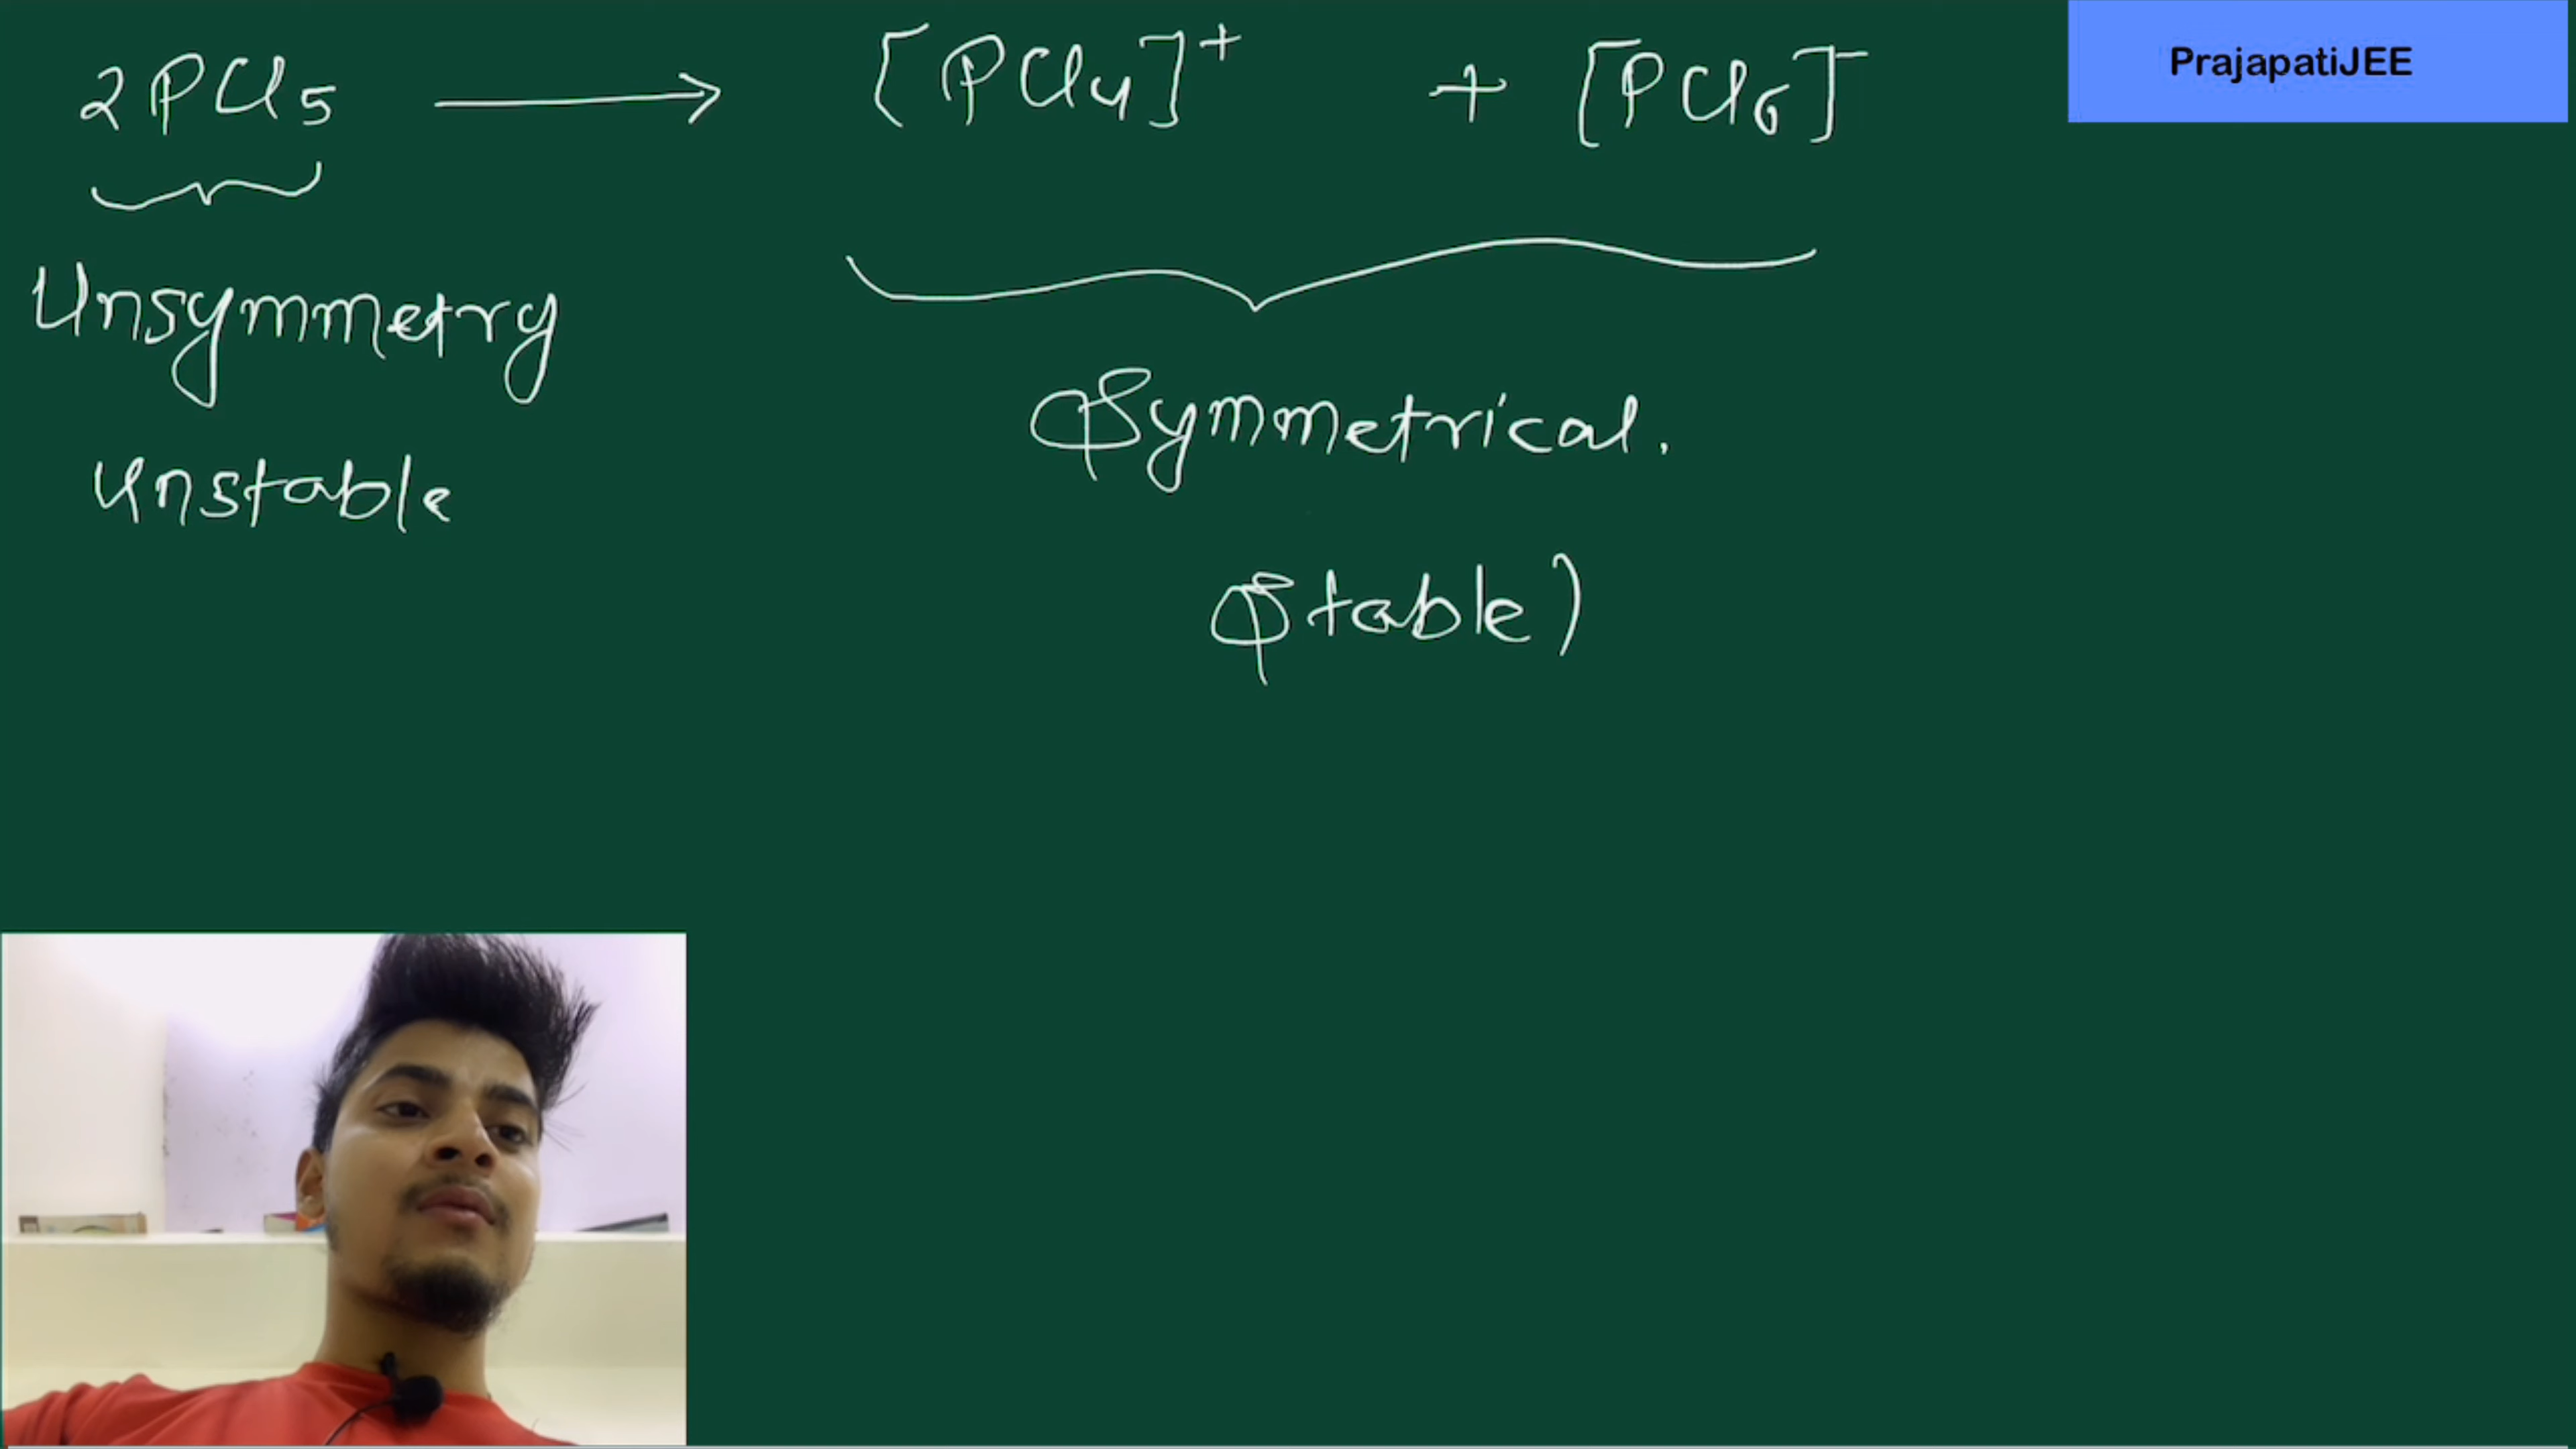 2PCl5 ⟶ [PCl4]+ + [PCl6]-
PrajapatiJEE
Unsymmetry
Unstable
Symmetrical.
Stable)